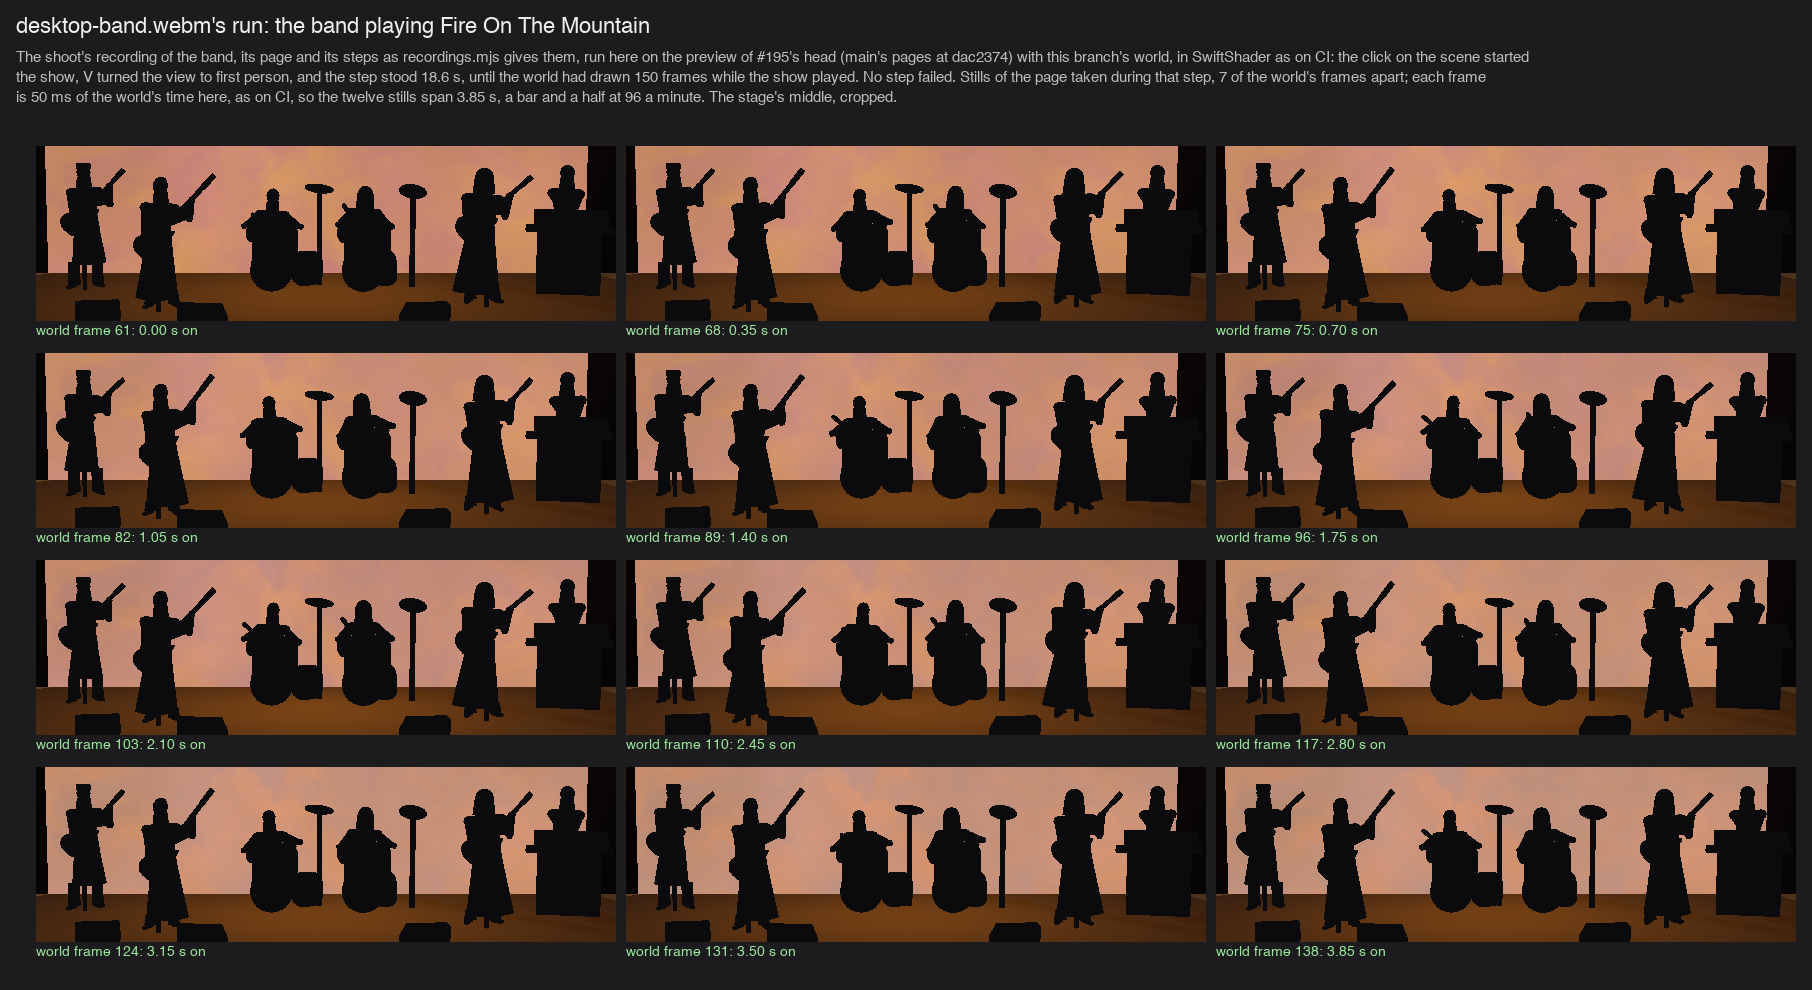 desktop-band.webm's run: the band playing Fire On The Mountain
The shoot's recording of the band, its page and its steps as recordings.mjs gives them, run here on the preview of #195's head (main's pages at dac2374) with this branch's world, in SwiftShader as on CI: the click on the scene started
the show, V turned the view to first person, and the step stood 18.6 s, until the world had drawn 150 frames while the show played. No step failed. Stills of the page taken during that step, 7 of the world's frames apart; each frame
is 50 ms of the world's time here, as on CI, so the twelve stills span 3.85 s, a bar and a half at 96 a minute. The stage's middle, cropped.
world frame 61: 0.00 s on
world frame 68: 0.35 s on
world frame 75: 0.70 s on
world frame 82: 1.05 s on
world frame 89: 1.40 s on
world frame 96: 1.75 s on
world frame 103: 2.10 s on
world frame 110: 2.45 s on
world frame 117: 2.80 s on
world frame 124: 3.15 s on
world frame 131: 3.50 s on
world frame 138: 3.85 s on